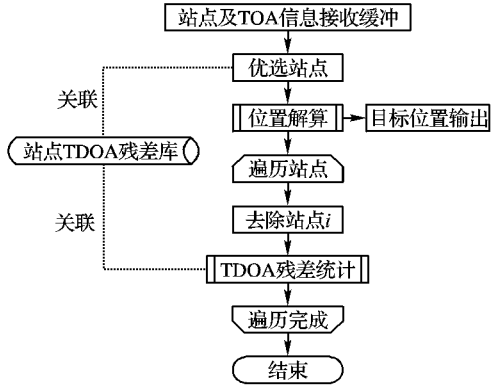 站点及TOA信息接收缓冲
优选站点
关联
位置解算
目标位置输出
站点TDOA残差库
遍历站点
去除站点i
关联
TDOA残差统计
遍历完成
结束